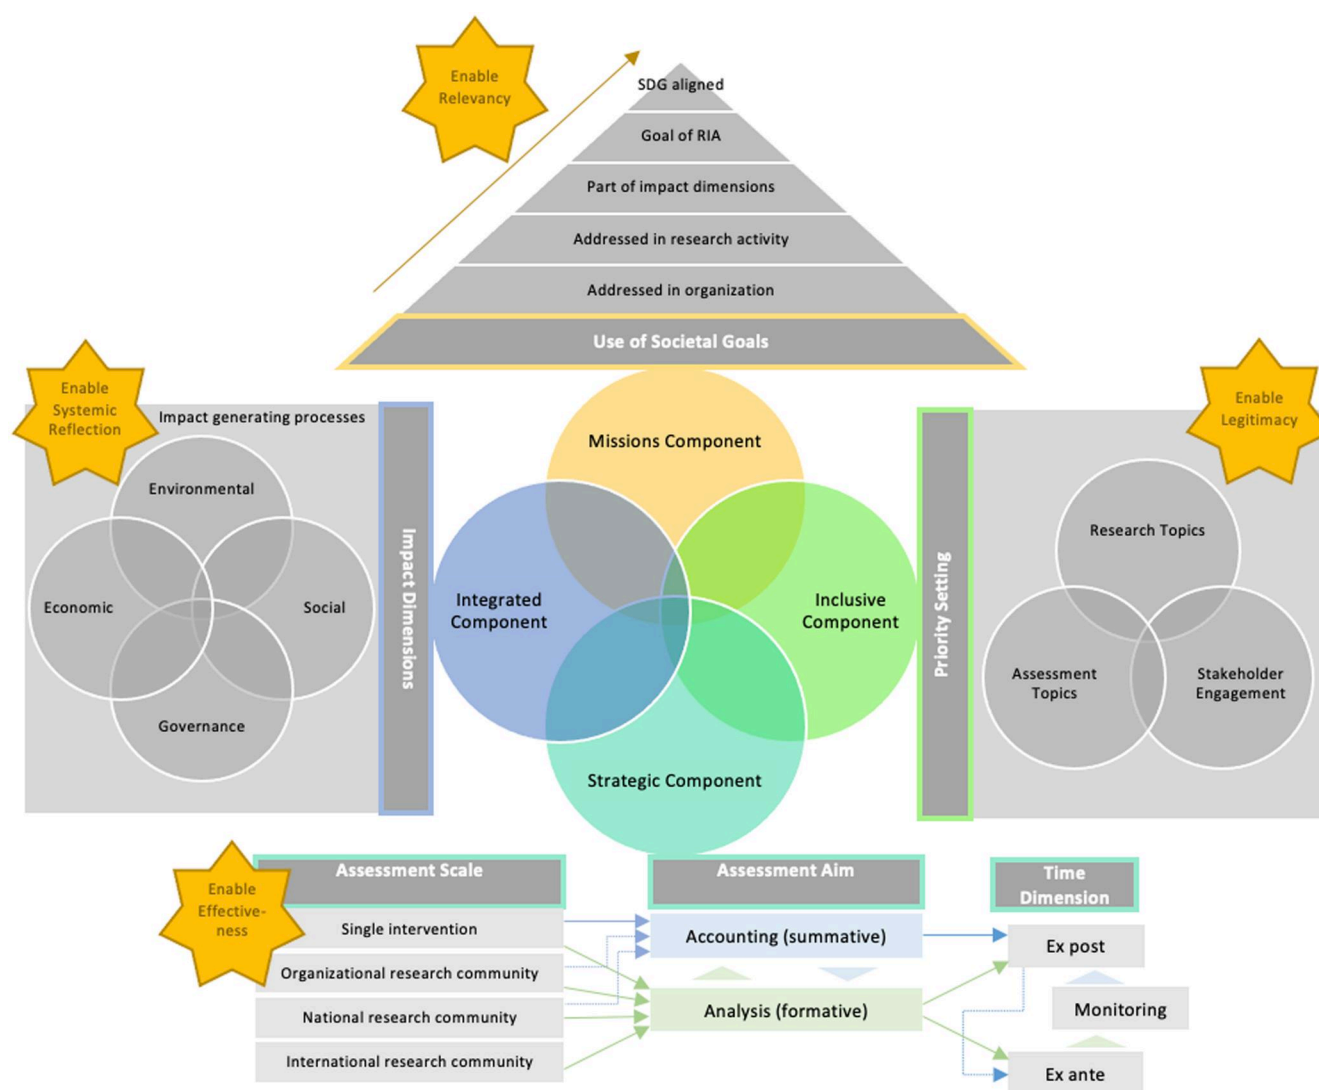 Enable
Relevancy
SDG aligned
Goal of RIA
Part of impact dimensions
Addressed in research activity
Addressed in organization
Use of Societal Goals
Enable
Systemic
Reflection
Impact generating processes
Environmental
Economic
Social
Governance
Impact Dimensions
Missions Component
Integrated
Component
Inclusive
Component
Strategic Component
Priority Setting
Enable
Legitimacy
Research Topics
Assessment
Topics
Stakeholder
Engagement
Enable
Effective-
ness
Assessment Scale
Single intervention
Organizational research community
National research community
International research community
Assessment Aim
Accounting (summative)
Analysis (formative)
Time
Dimension
Ex post
Monitoring
Ex ante